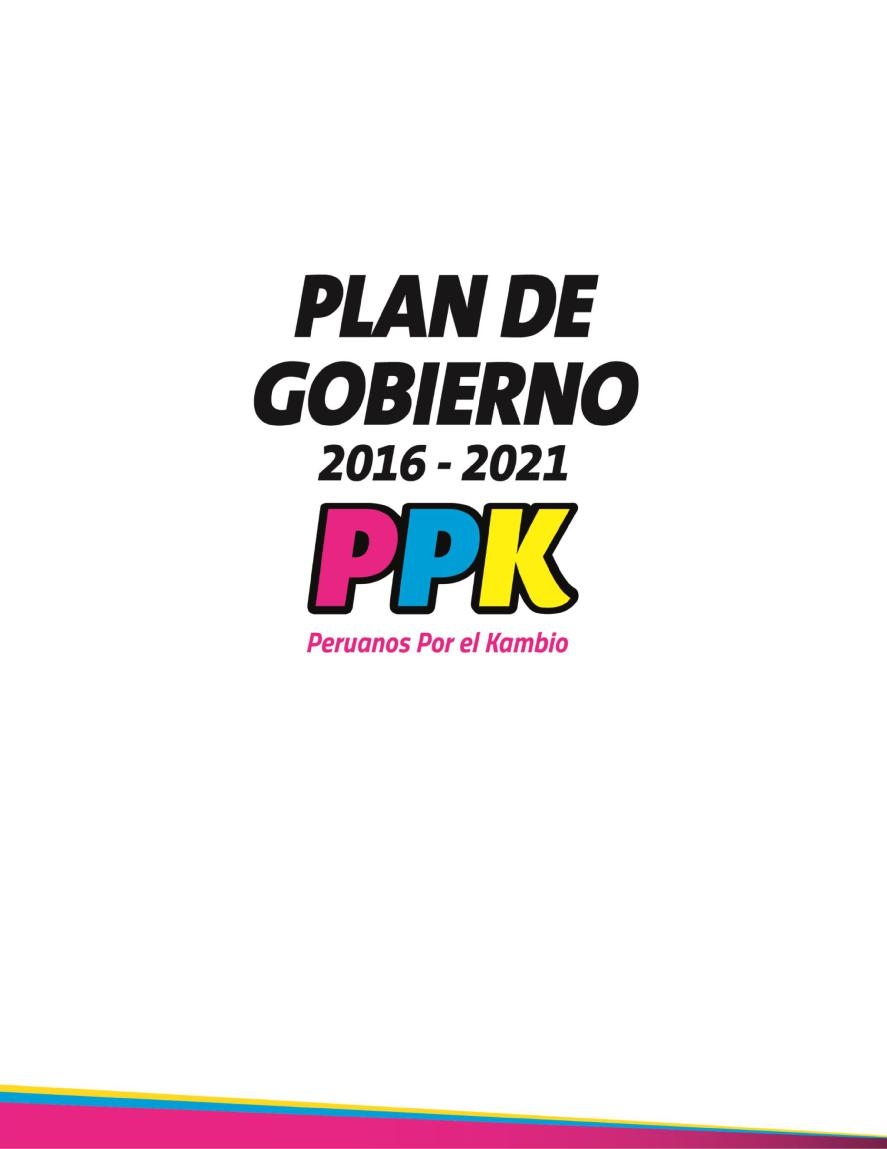 PLAN DE
GOBIERNO
2016 - 2021
PPK
Peruanos Por el Kambio